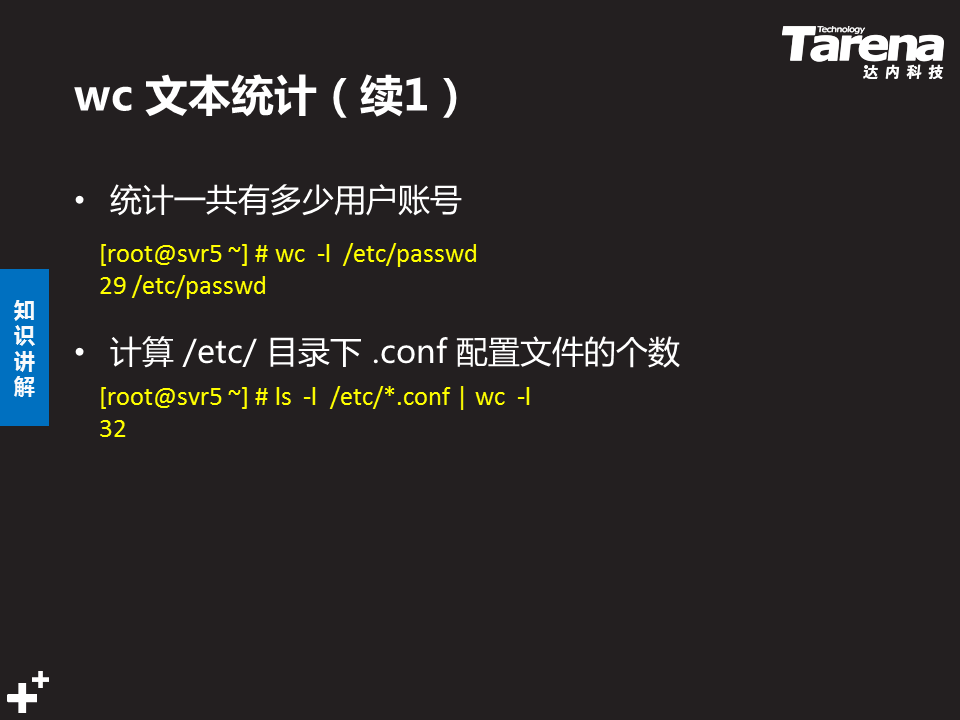 Technology
Tarena
达内科技
wc 文本统计（续1）
• 统计一共有多少用户账号
[root@svr5 ~] # wc  -l  /etc/passwd
29 /etc/passwd
知识讲解
• 计算 /etc/ 目录下 .conf 配置文件的个数
[root@svr5 ~] # ls  -l  /etc/*.conf | wc  -l
32